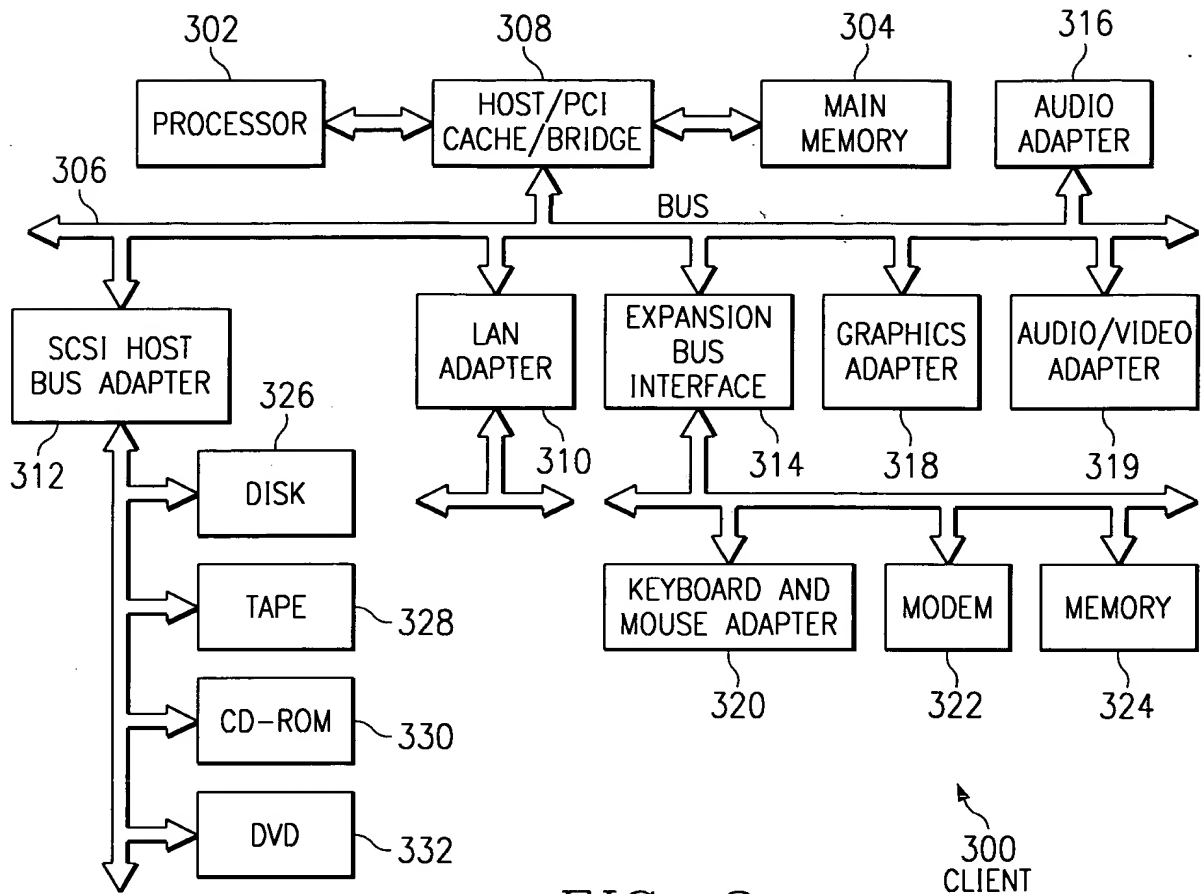 302
308
304
316
PROCESSOR
HOST/PCI
CACHE/BRIDGE
MAIN
MEMORY
AUDIO
ADAPTER
306
BUS
SCSI HOST
BUS ADAPTER
LAN
ADAPTER
EXPANSION
BUS
INTERFACE
GRAPHICS
ADAPTER
AUDIO/VIDEO
ADAPTER
312
326
310
314
318
319
DISK
TAPE
328
KEYBOARD AND
MOUSE ADAPTER
MODEM
MEMORY
320
322
324
CD-ROM
330
DVD
332
300
CLIENT